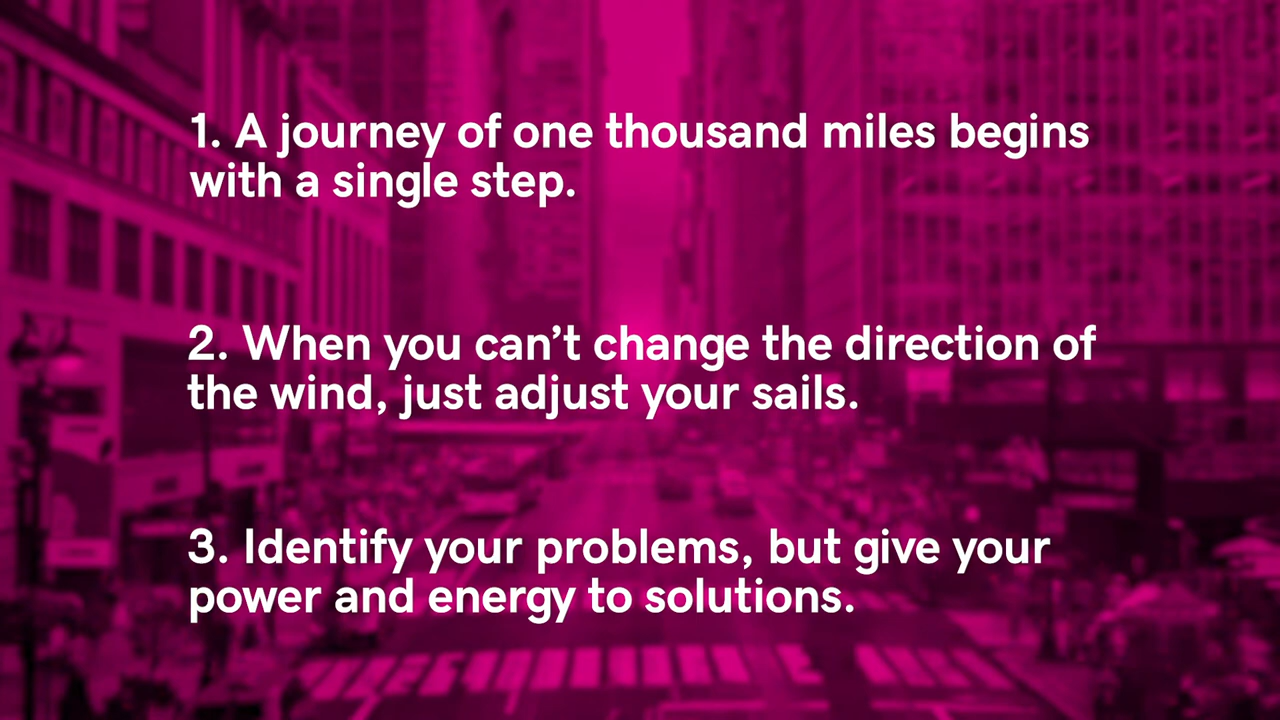 1. A journey of one thousand miles begins
with a single step.
2. When you can’t change the direction of
the wind, just adjust your sails.
3. Identify your problems, but give your
power and energy to solutions.